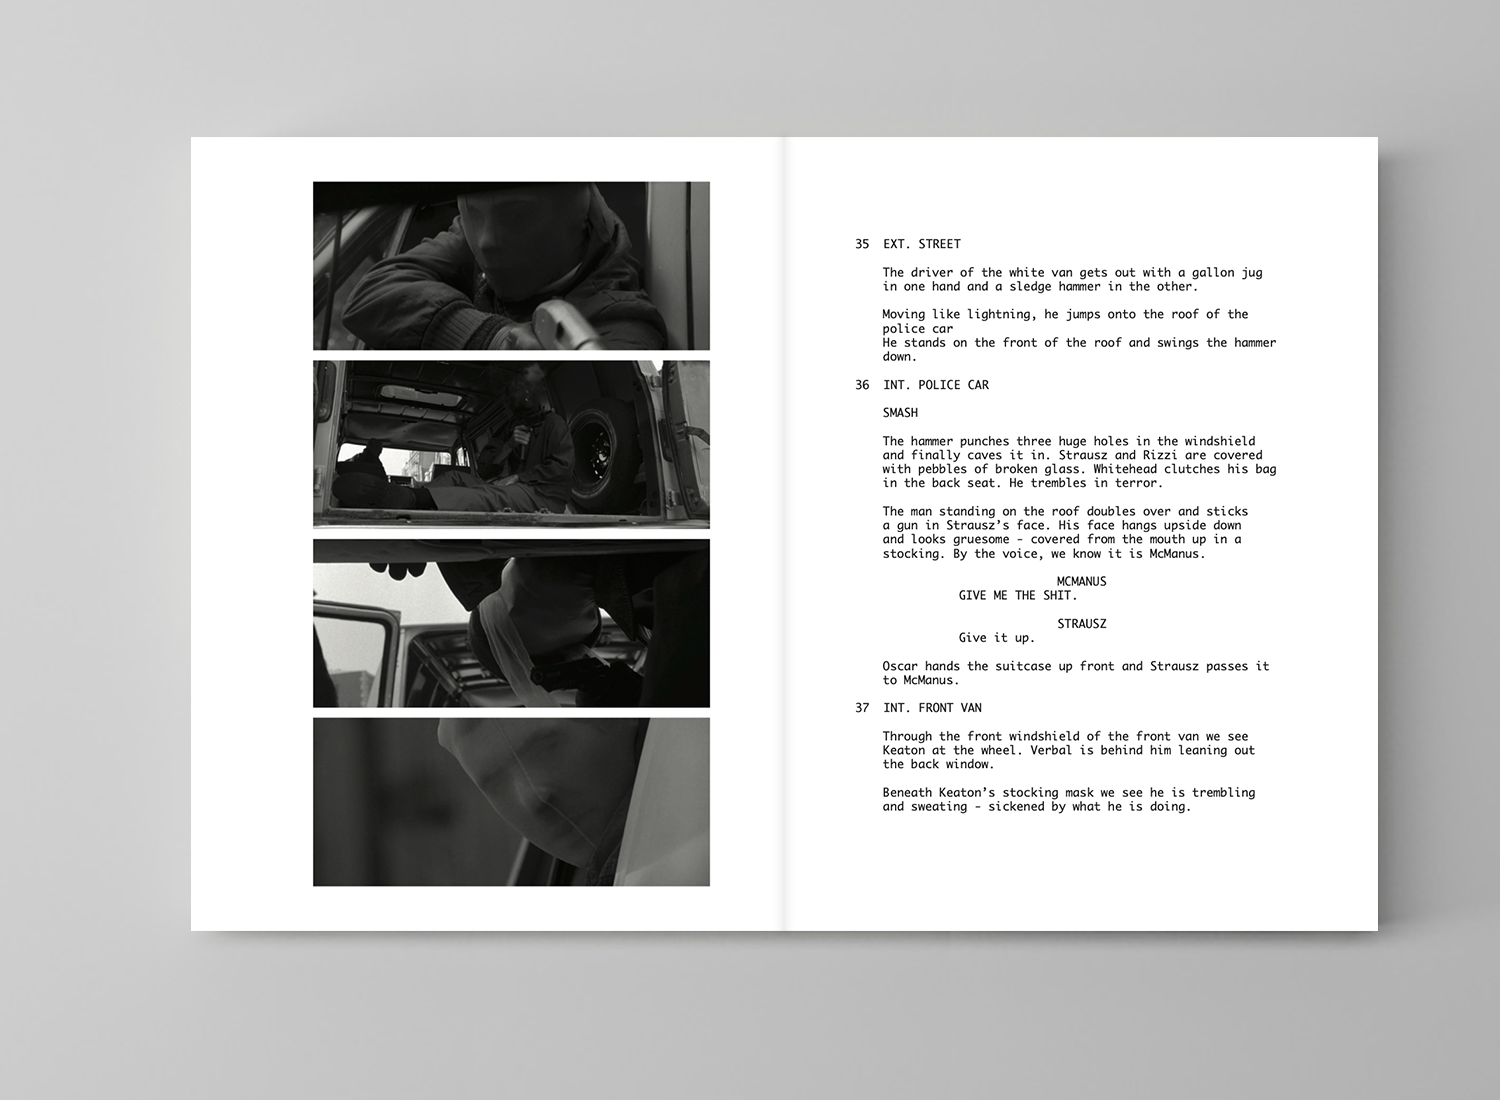 35 EXT. STREET
The driver of the white van gets out with a gallon jug
in one hand and a sledge hammer in the other.
Moving like lightning, he jumps onto the roof of the
police car
He stands on the front of the roof and swings the hammer
down.
36 INT. POLICE CAR
SMASH
The hammer punches three huge holes in the windshield
and finally caves it in. Strausz and Rizzi are covered
with pebbles of broken glass. Whitehead clutches his bag
in the back seat. He trembles in terror.
The man standing on the roof doubles over and sticks
a gun in Strausz’s face. His face hangs upside down
and looks gruesome - covered from the mouth up in a
stocking. By the voice, we know it is McManus.
MCMANUS
GIVE ME THE SHIT.
STRAUSZ
Give it up.
Oscar hands the suitcase up front and Strausz passes it
to McManus.
37 INT. FRONT VAN
Through the front windshield of the front van we see
Keaton at the wheel. Verbal is behind him leaning out
the back window.
Beneath Keaton’s stocking mask we see he is trembling
and sweating - sickened by what he is doing.